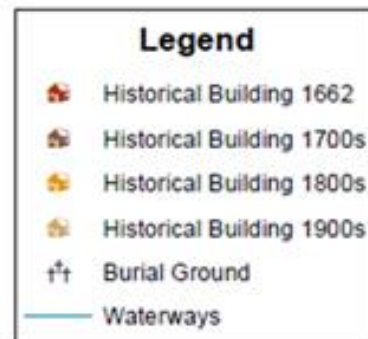 Legend
Historical Building 1662
Historical Building 1700s
Historical Building 1800s
Historical Building 1900s
Burial Ground
Waterways